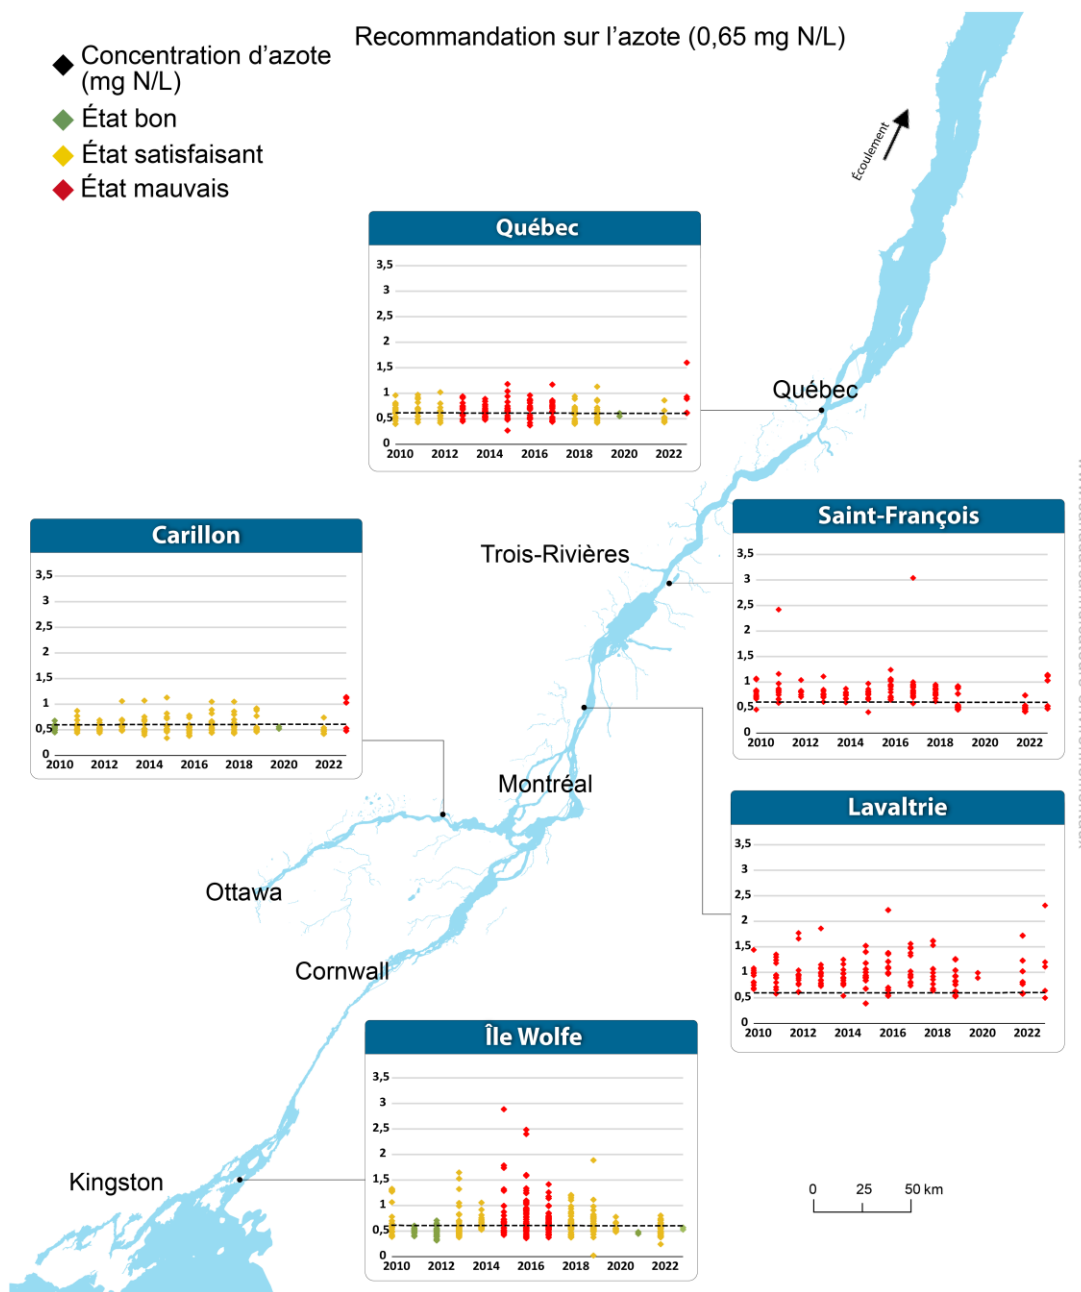 Recommandation sur l’azote (0,65 mg N/L)
Concentration d’azote
(mg N/L)
État bon
État satisfaisant
État mauvais
Écoulement
Québec
3,5
3
2,5
2
1,5
1
0,5
0
2010 2012 2014 2016 2018 2020 2022
Québec
Saint-François
3,5
3
2,5
2
1,5
1
0,5
0
2010 2012 2014 2016 2018 2020 2022
Trois-Rivières
Carillon
3,5
3
2,5
2
1,5
1
0,5
0
2010 2012 2014 2016 2018 2020 2022
Montréal
Lavaltrie
3,5
3
2,5
2
1,5
1
0,5
0
2010 2012 2014 2016 2018 2020 2022
Ottawa
Cornwall
Île Wolfe
3,5
3
2,5
2
1,5
1
0,5
0
2010 2012 2014 2016 2018 2020 2022
Kingston
0 25 50 km